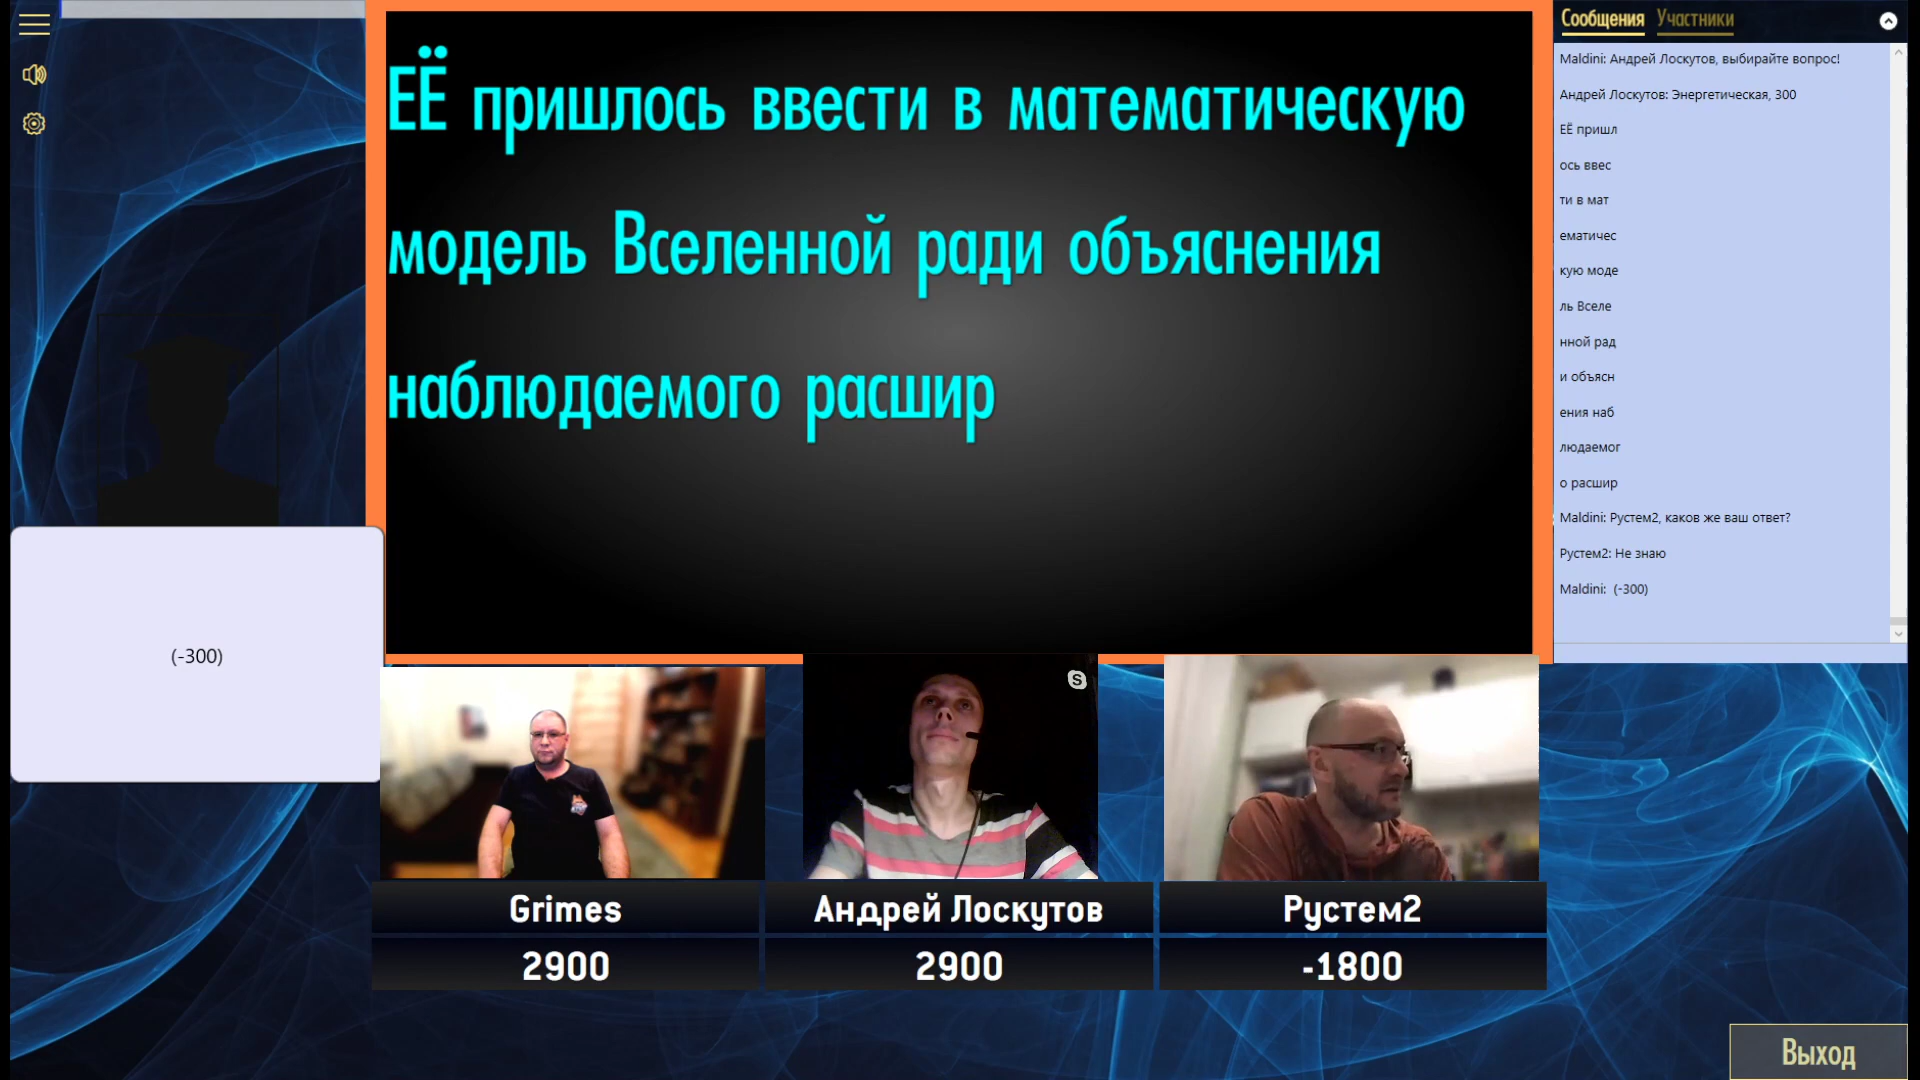 ЕЁ пришлось ввести в математическую
модель Вселенной ради объяснения
наблюдаемого расшир
Сообщения Участники
Maldini: Андрей Лоскутов, выбирайте вопрос!
Андрей Лоскутов: Энергетическая, 300
ЕЁ пришл
ось ввес
ти в мат
ематичес
кую моде
ль Вселе
нной рад
и объясн
ения наб
людаемог
о расшир
Maldini: Рустем2, каков же ваш ответ?
Рустем2: Не знаю
Maldini: (-300)
(-300)
Grimes
2900
Андрей Лоскутов
2900
Рустем2
-1800
Выход